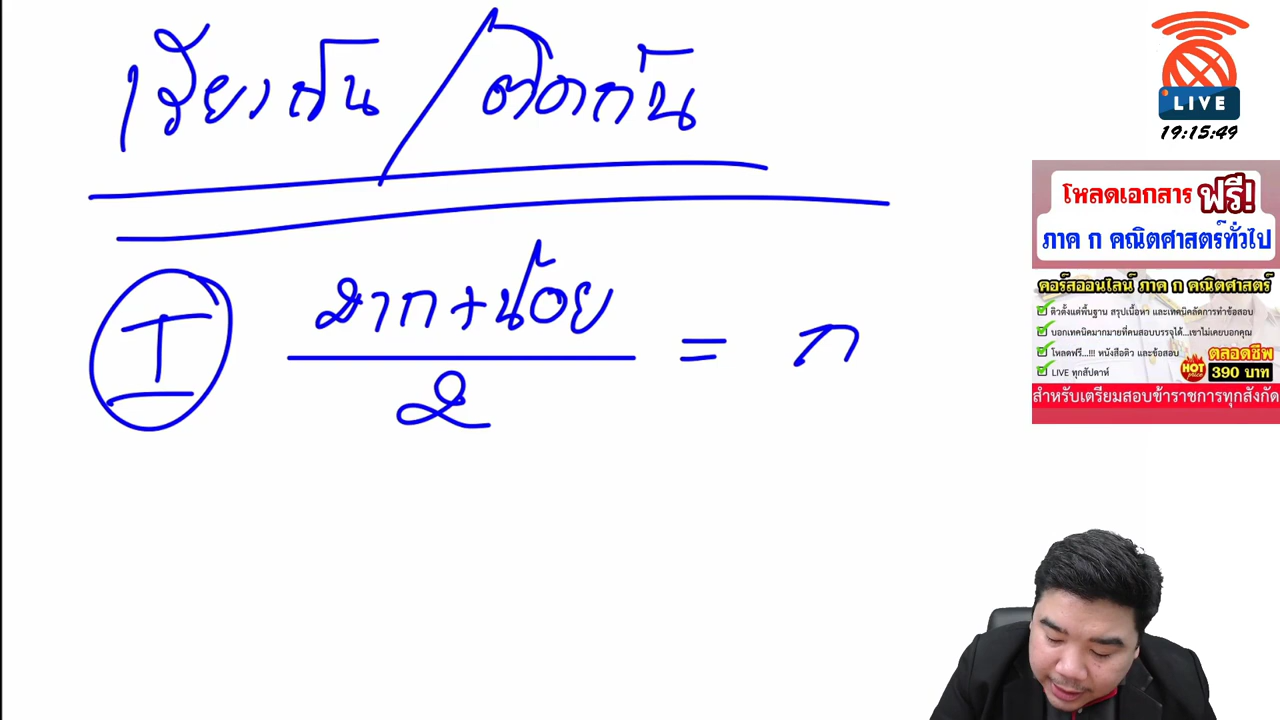 เรียงกัน / ติดกัน
I มาก+น้อย
2
= ก
LIVE
19:15:49
โหลดเอกสาร ฟรี!
ภาค ก คณิตศาสตร์ทั่วไป
คอร์สออนไลน์ ภาค ก คณิตศาสตร์
ติวตั้งแต่พื้นฐาน สรุปเนื้อหา และเทคนิคลัดการทำข้อสอบ
บอกเทคนิคมากมายที่คนสอบบรรจุได้...เขาไม่เคยบอกคุณ
โหลดฟรี...!!! หนังสือติว และข้อสอบ
LIVE ทุกสัปดาห์
HOT price
ตลอดชีพ
390 บาท
สำหรับเตรียมสอบข้าราชการทุกสังกัด